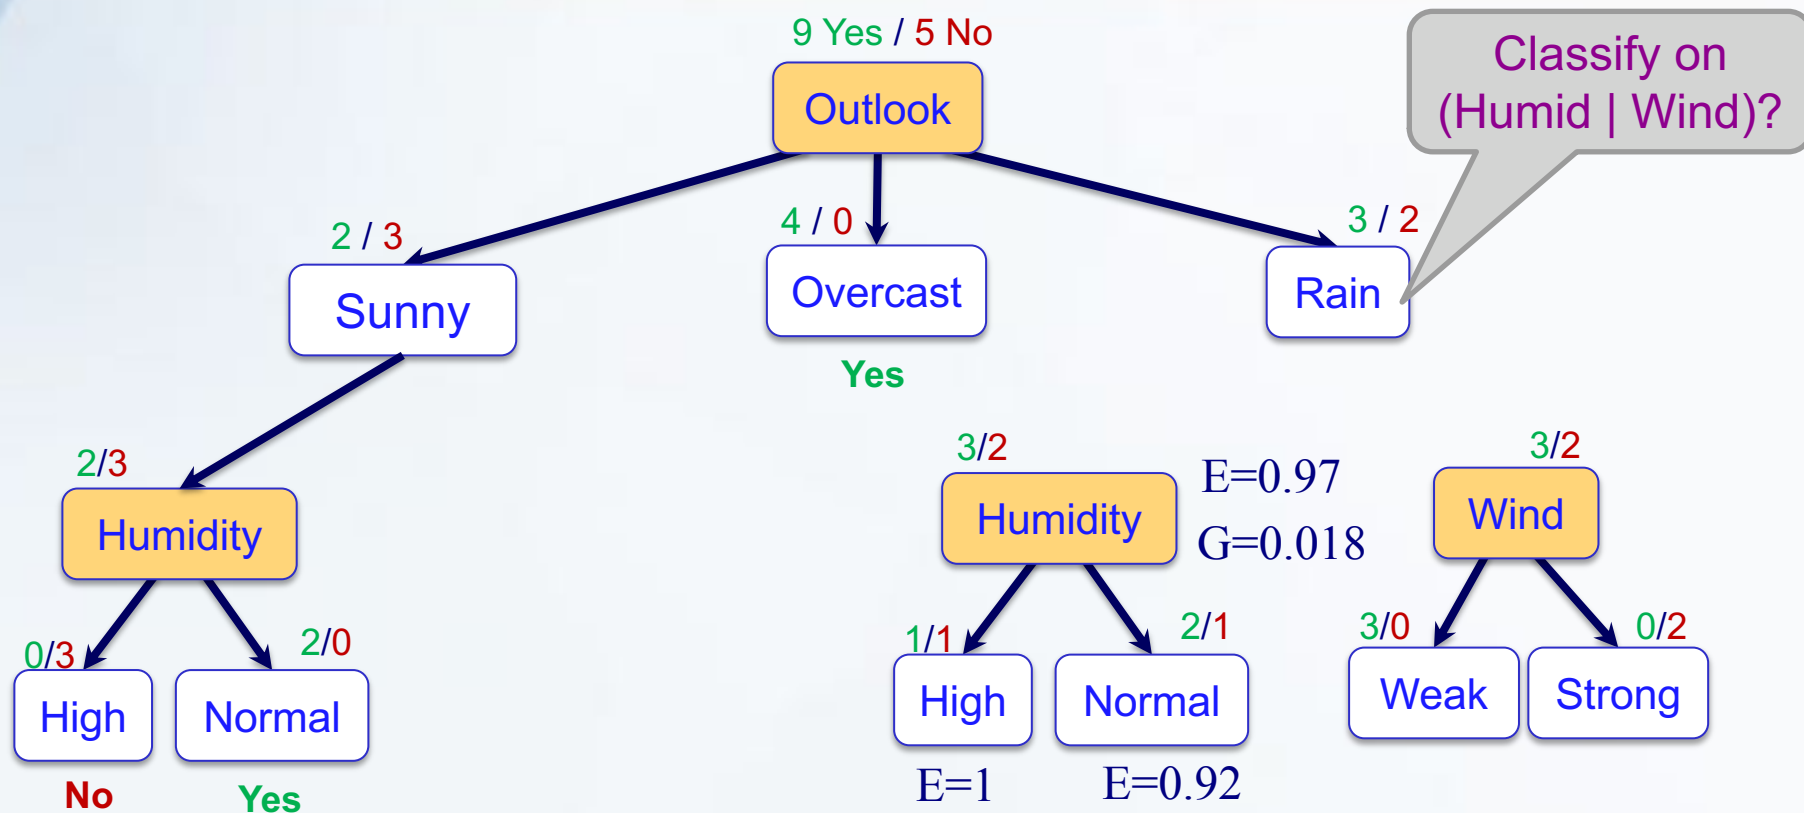 9 Yes / 5 No
Outlook
Classify on
(Humid | Wind)?
2 / 3
4 / 0
3 / 2
Sunny
Overcast
Rain
Yes
2/3
Humidity
0/3
2/0
High
Normal
No
Yes
3/2
Humidity
E=0.97
G=0.018
1/1
2/1
High
Normal
E=1
E=0.92
3/2
Wind
3/0
0/2
Weak
Strong